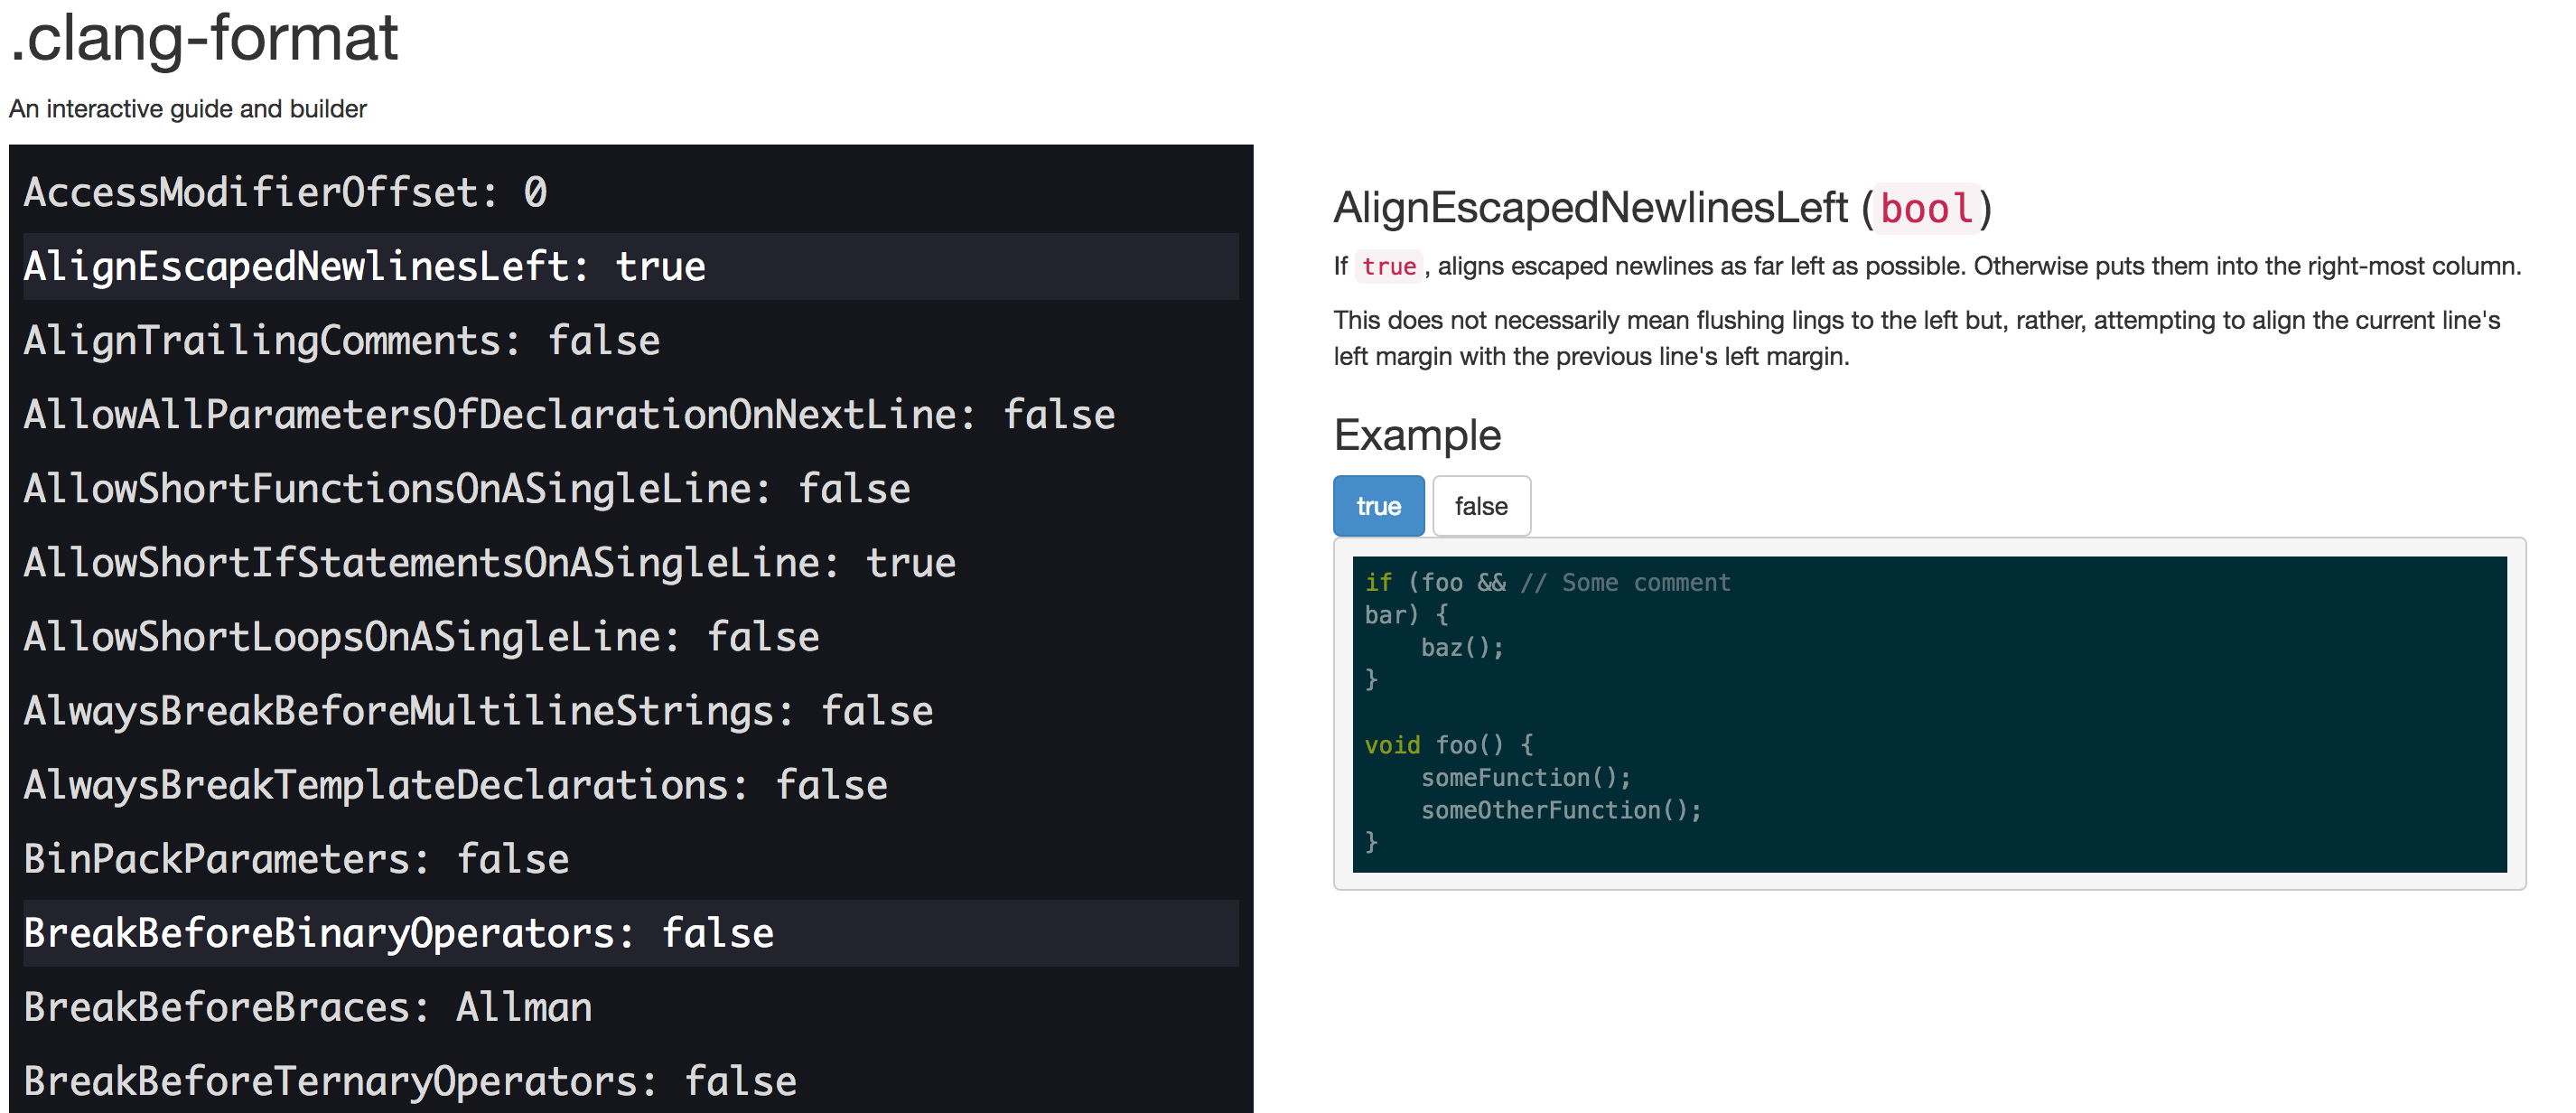 .clang-format
An interactive guide and builder
AccessModifierOffset: 0
AlignEscapedNewlinesLeft: true
AlignTrailingComments: false
AllowAllParametersOfDeclarationOnNextLine: false
AllowShortFunctionsOnASingleLine: false
AllowShortIfStatementsOnASingleLine: true
AllowShortLoopsOnASingleLine: false
AlwaysBreakBeforeMultilineStrings: false
AlwaysBreakTemplateDeclarations: false
BinPackParameters: false
BreakBeforeBinaryOperators: false
BreakBeforeBraces: Allman
BreakBeforeTernaryOperators: false
AlignEscapedNewlinesLeft (bool)
If true, aligns escaped newlines as far left as possible. Otherwise puts them into the right-most column.
This does not necessarily mean flushing lings to the left but, rather, attempting to align the current line's
left margin with the previous line's left margin.
Example
true false
if (foo && // Some comment
bar) {
    baz();
}
void foo() {
    someFunction();
    someOtherFunction();
}